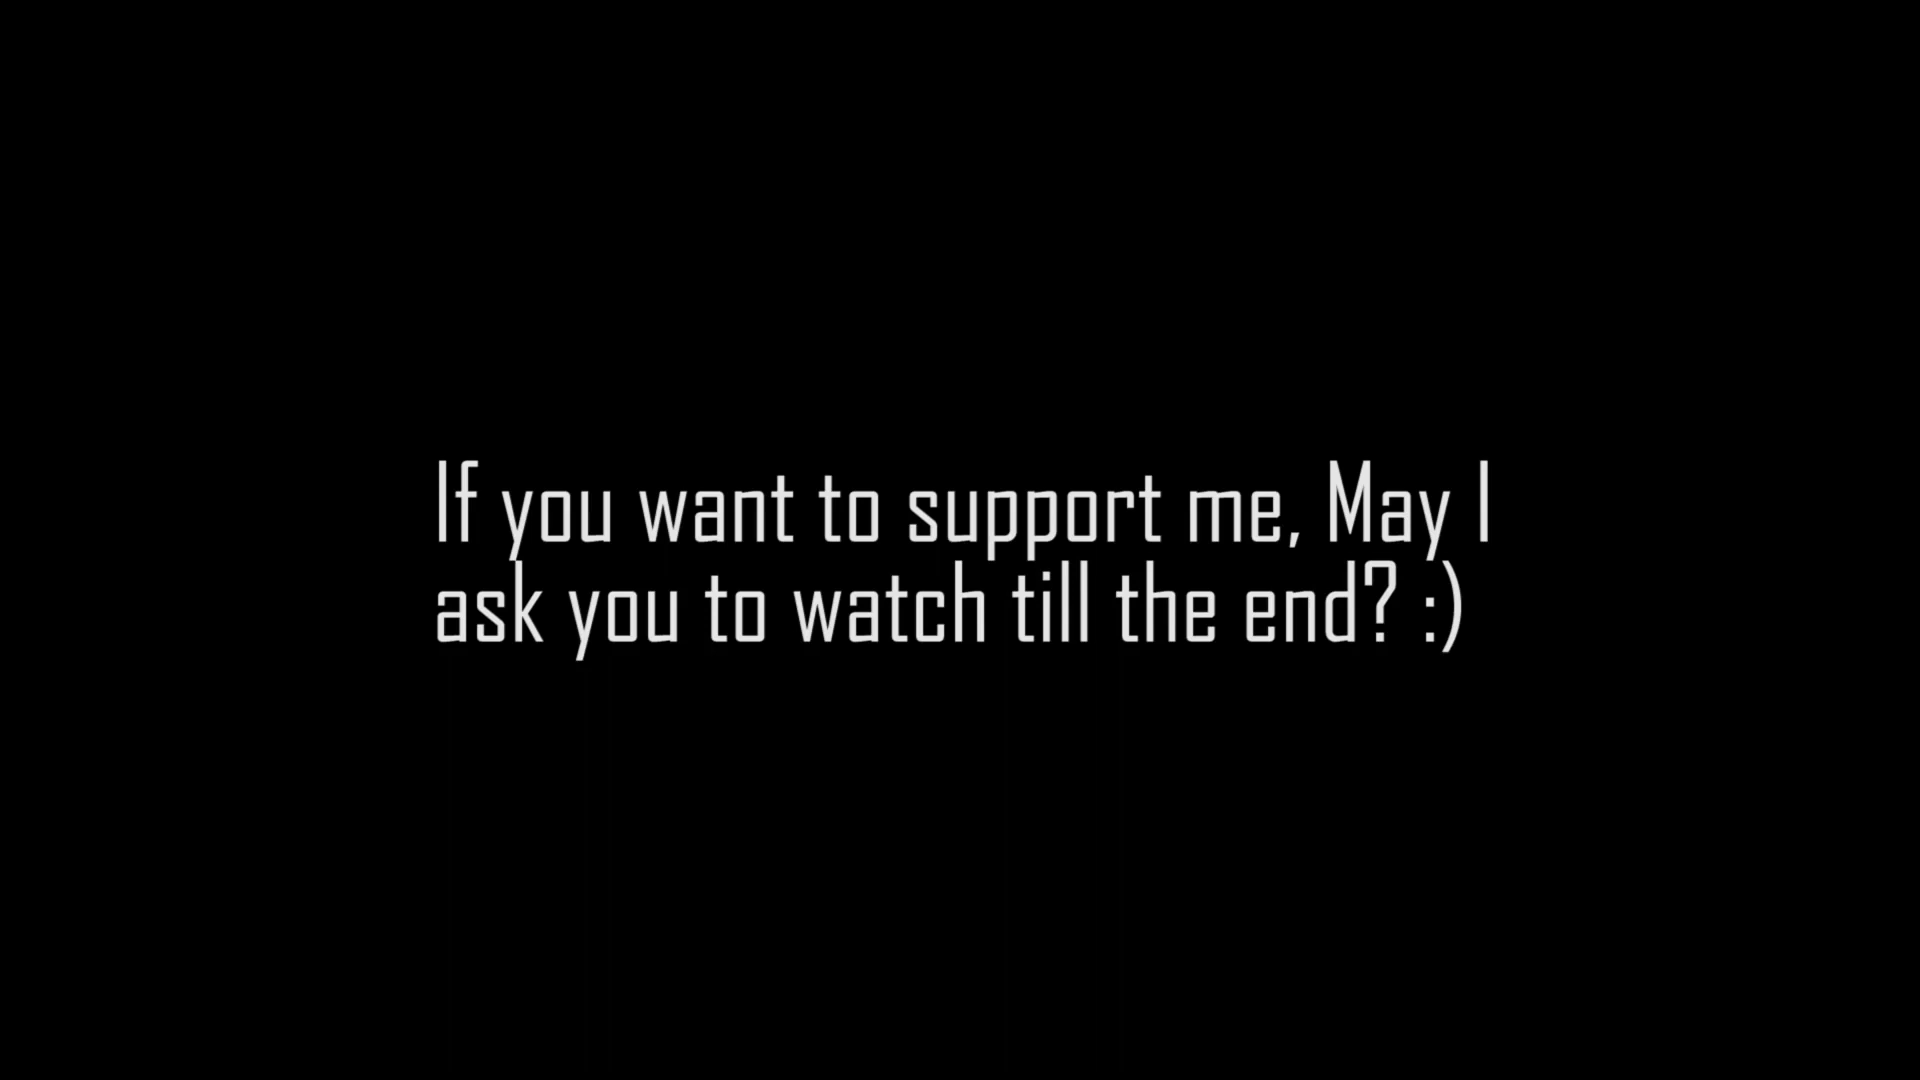 If you want to support me, May I
ask you to watch till the end? :)